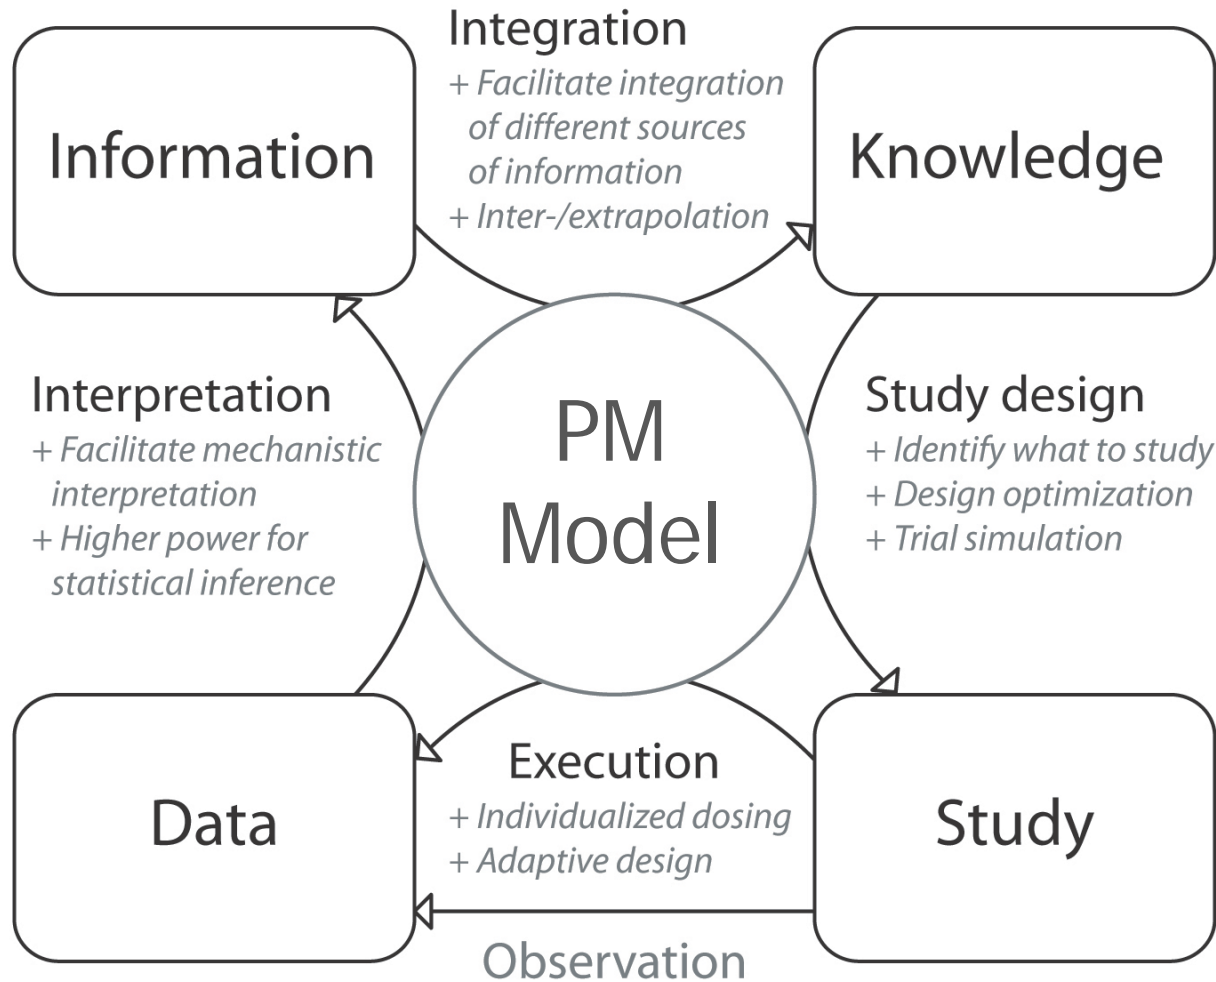 Integration
+ Facilitate integration
of different sources
of information
+ Inter-/extrapolation
Information
Knowledge
Interpretation
+ Facilitate mechanistic
interpretation
+ Higher power for
statistical inference
PM
Model
Study design
+ Identify what to study
+ Design optimization
+ Trial simulation
Data
Execution
+ Individualized dosing
+ Adaptive design
Study
Observation